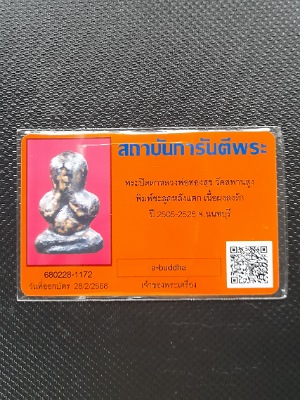 สถาบันการันตีพระ
พระปิดตาหลวงพ่อทองสุข วัดสะพานสูง
พิมพ์ชะลูดหลังแตก เนื้อผงลงรัก
ปี 2505-2525 จ.นนทบุรี
a-buddha
เจ้าของพระเครื่อง
680228-1172
วันที่ออกบัตร 28/2/2568